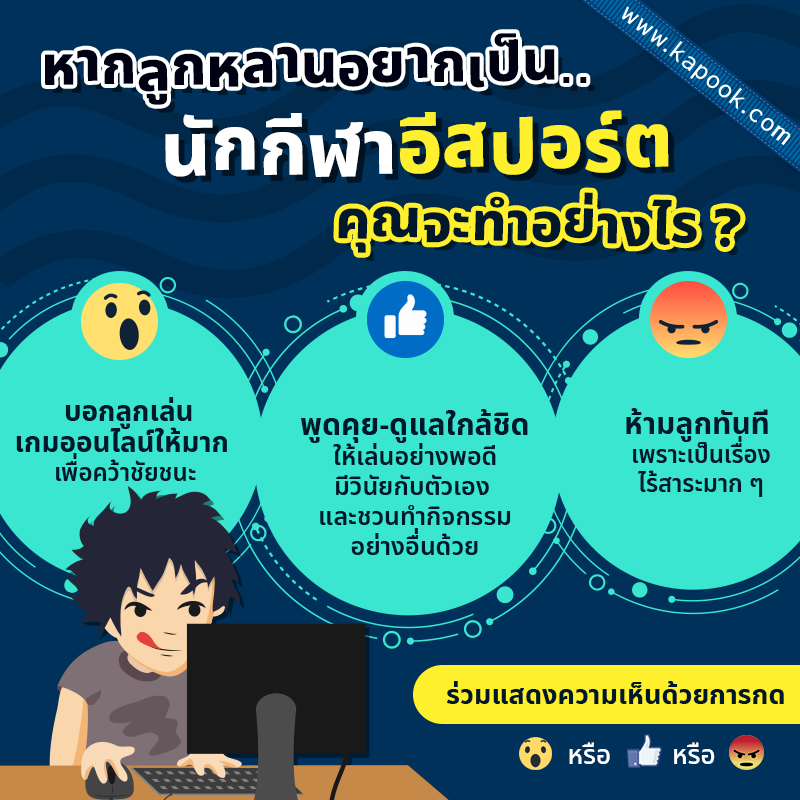 www.kapook.com
หากลูกหลานอยากเป็น..
นักกีฬาอีสปอร์ต
คุณจะทำอย่างไร ?
บอกลูกเล่น
เกมออนไลน์ให้มาก
เพื่อคว้าชัยชนะ
พูดคุย-ดูแลใกล้ชิด
ให้เล่นอย่างพอดี
มีวินัยกับตัวเอง
และชวนทำกิจกรรม
อย่างอื่นด้วย
ห้ามลูกทันที
เพราะเป็นเรื่อง
ไร้สาระมาก ๆ
ร่วมแสดงความเห็นด้วยการกด
หรือ หรือ